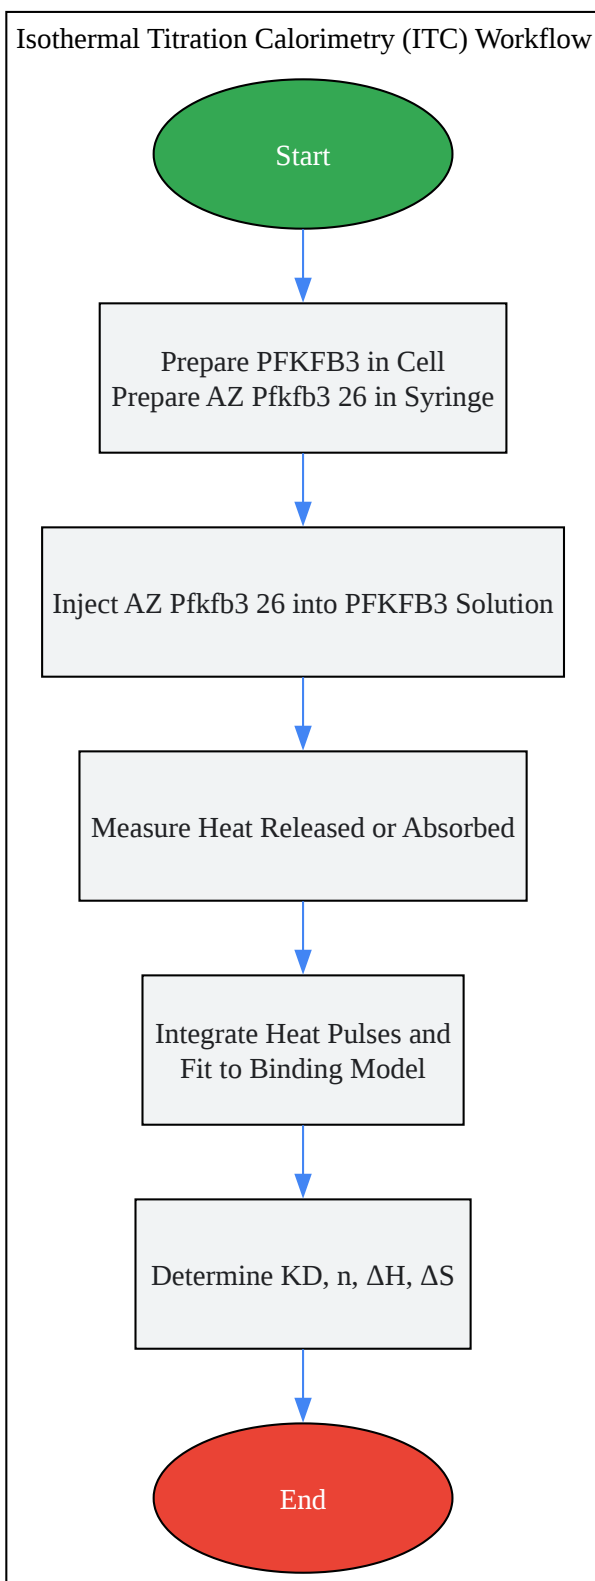 Isothermal Titration Calorimetry (ITC) Workflow
Start
Prepare PFKFB3 in Cell
Prepare AZ Pfkfb3 26 in Syringe
Inject AZ Pfkfb3 26 into PFKFB3 Solution
Measure Heat Released or Absorbed
Integrate Heat Pulses and
Fit to Binding Model
Determine KD, n, ΔH, ΔS
End